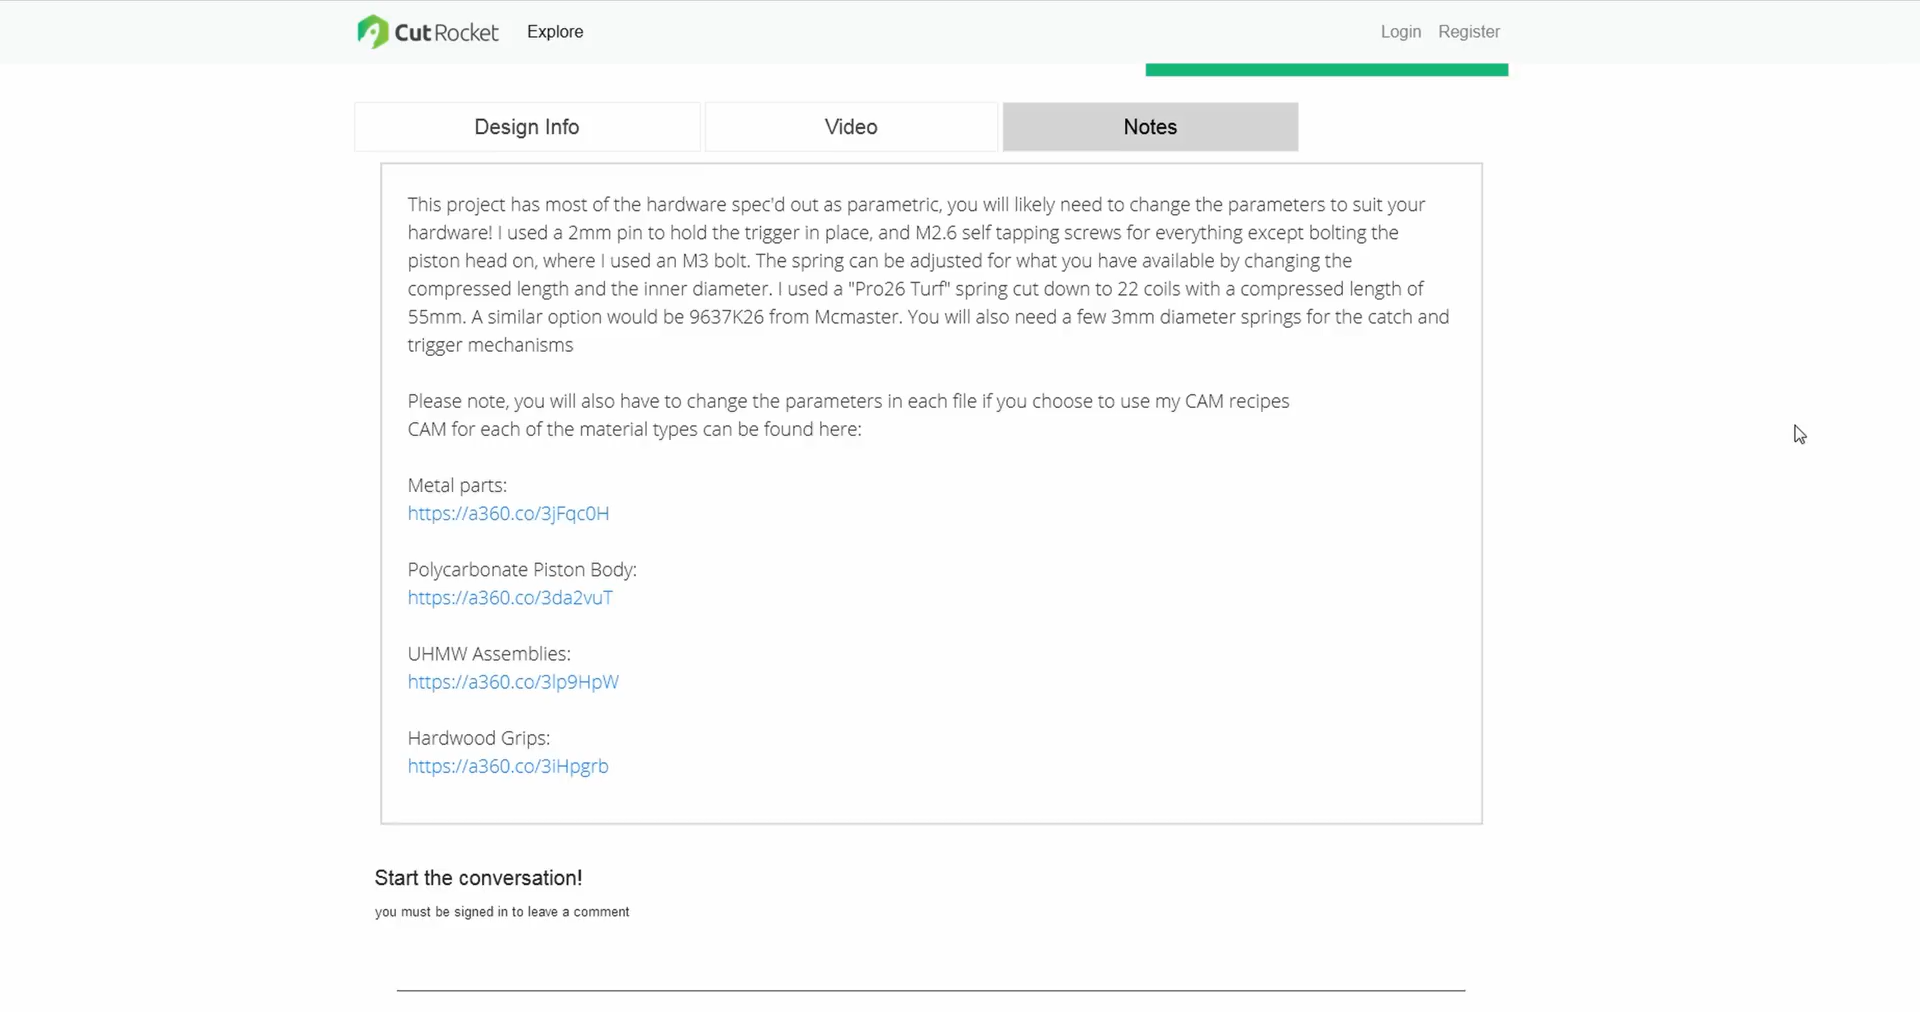 CutRocket Explore Login Register
Design Info Video Notes
This project has most of the hardware spec'd out as parametric, you will likely need to change the parameters to suit your
hardware! I used a 2mm pin to hold the trigger in place, and M2.6 self tapping screws for everything except bolting the
piston head on, where I used an M3 bolt. The spring can be adjusted for what you have available by changing the
compressed length and the inner diameter. I used a "Pro26 Turf" spring cut down to 22 coils with a compressed length of
55mm. A similar option would be 9637K26 from Mcmaster. You will also need a few 3mm diameter springs for the catch and
trigger mechanisms
Please note, you will also have to change the parameters in each file if you choose to use my CAM recipes
CAM for each of the material types can be found here:
Metal parts:
https://a360.co/3jFqc0H
Polycarbonate Piston Body:
https://a360.co/3da2vuT
UHMW Assemblies:
https://a360.co/3lp9HpW
Hardwood Grips:
https://a360.co/3iHpgrb
Start the conversation!
you must be signed in to leave a comment